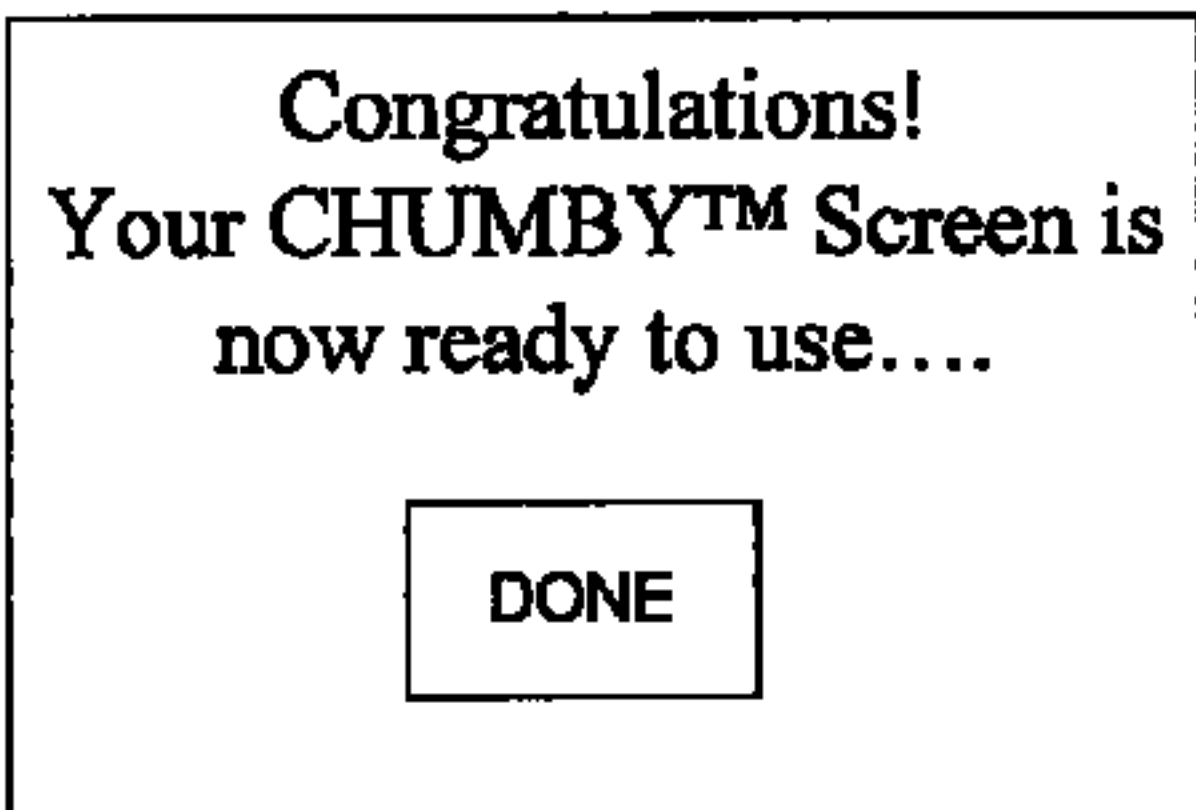 Congratulations!
Your CHUMBY™ Screen is
now ready to use....
DONE